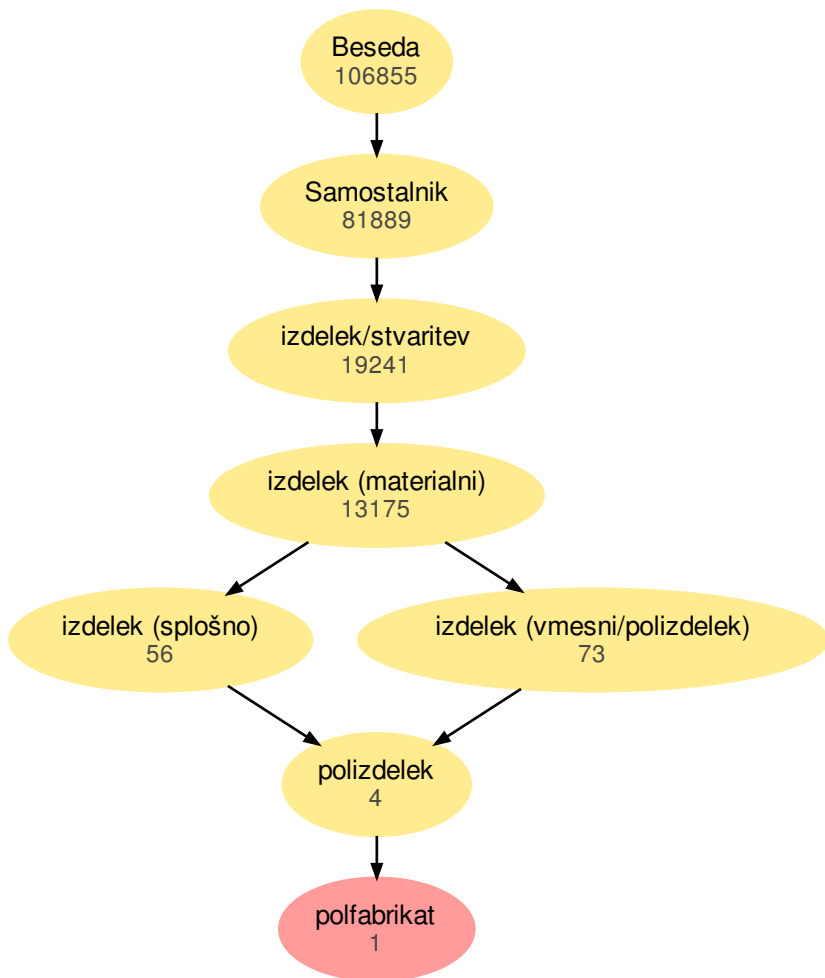 Beseda
106855
Samostalnik
81889
izdelek/stvaritev
19241
izdelek (materialni)
13175
izdelek (splošno)
56
izdelek (vmesni/polizdelek)
73
polizdelek
4
polfabrikat
1